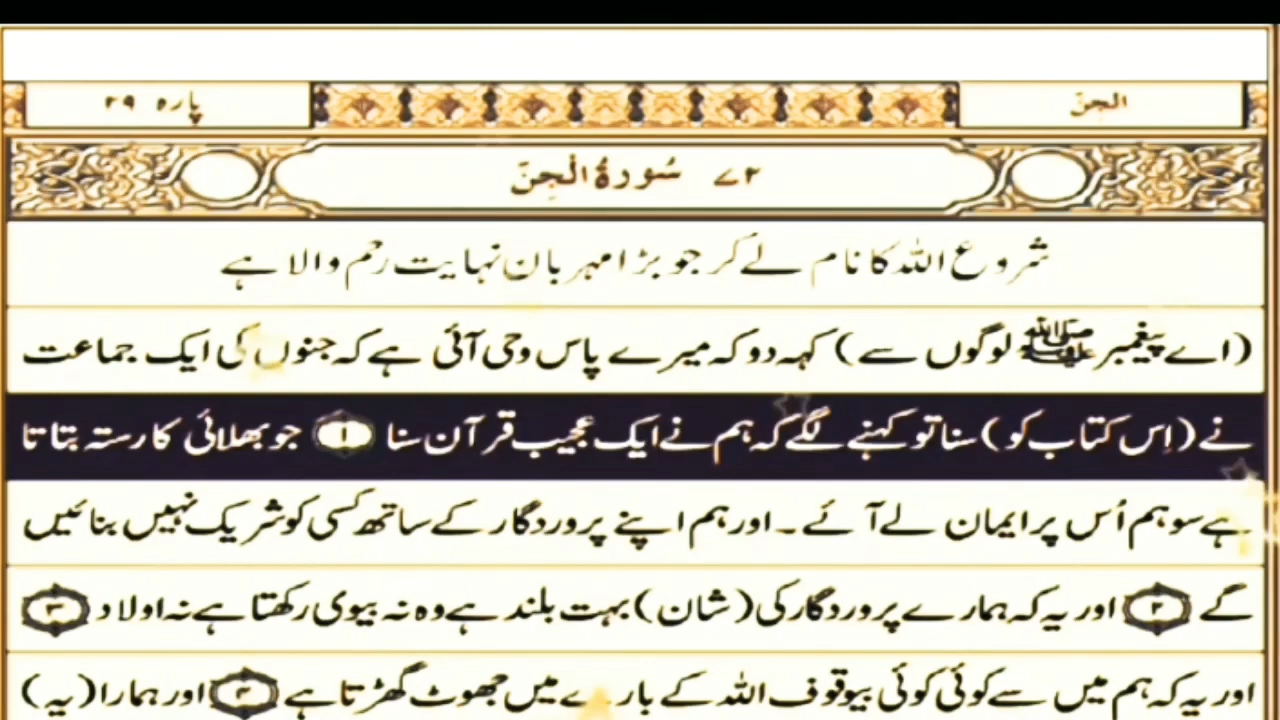 الجنّ
پارہ ۲۹
۷۲ سُورۃُ الْجِنّ
شروع اللہ کا نام لے کر جو بڑا مہربان نہایت رحم والا ہے
(اے پیغمبر ﷺ لوگوں سے) کہہ دو کہ میرے پاس وحی آئی ہے کہ جنوں کی ایک جماعت
نے (اِس کتاب کو) سنا تو کہنے لگے کہ ہم نے ایک عجیب قرآن سنا ۱ جو بھلائی کا رستہ بتاتا
ہے سو ہم اُس پر ایمان لے آئے۔ اور ہم اپنے پروردگار کے ساتھ کسی کو شریک نہیں بنائیں
گے ۲ اور یہ کہ ہمارے پروردگار کی (شان) بہت بلند ہے وہ نہ بیوی رکھتا ہے نہ اولاد ۳
اور یہ کہ ہم میں سے کوئی کوئی بیوقوف اللہ کے بارے میں جھوٹ گھڑتا ہے ۴ اور ہمارا (یہ)